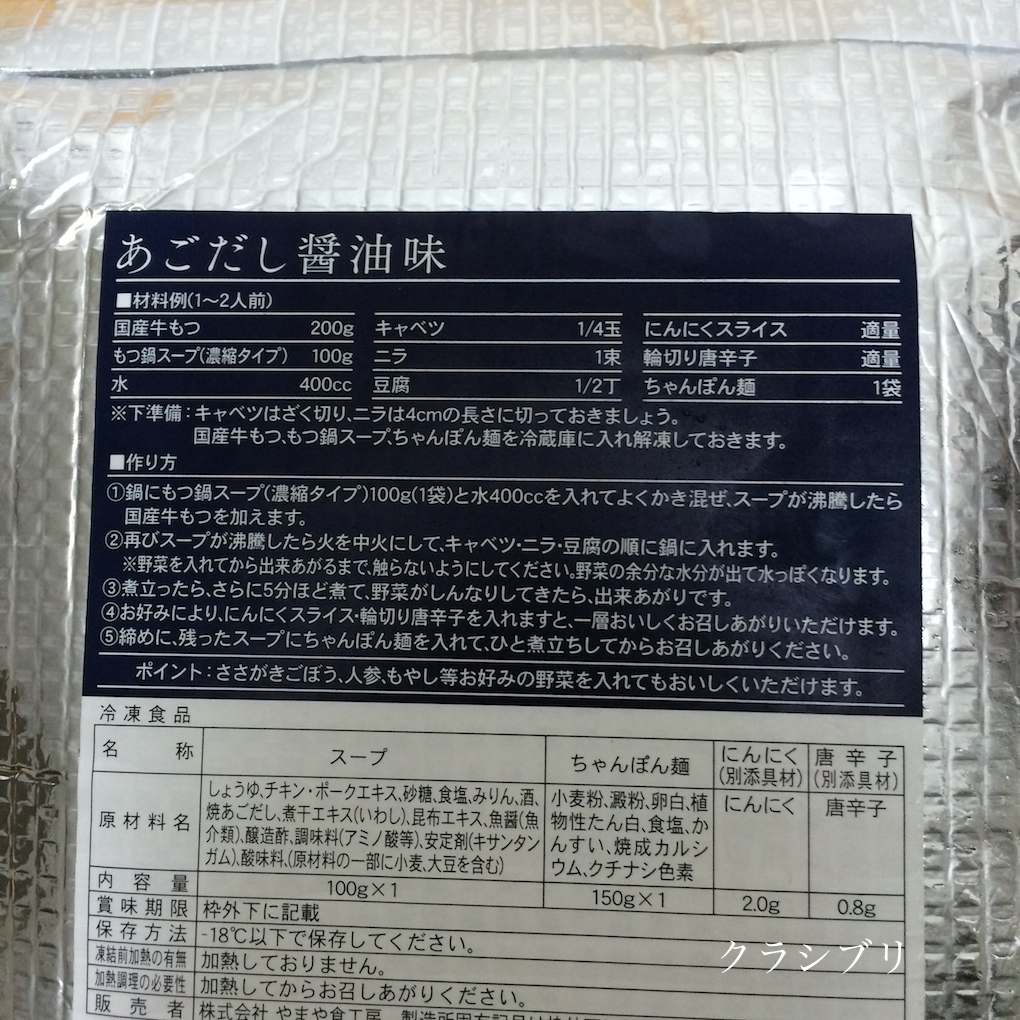 あごだし醤油味
■材料例(1～2人前)
国産牛もつ 200g キャベツ 1/4玉 にんにくスライス 適量
もつ鍋スープ(濃縮タイプ) 100g ニラ 1束 輪切り唐辛子 適量
水 400cc 豆腐 1/2丁 ちゃんぽん麺 1袋
※下準備：キャベツはざく切り、ニラは4cmの長さに切っておきましょう。
国産牛もつ、もつ鍋スープ、ちゃんぽん麺を冷蔵庫に入れ解凍しておきます。
■作り方
①鍋にもつ鍋スープ(濃縮タイプ)100g(1袋)と水400ccを入れてよくかき混ぜ、スープが沸騰したら
国産牛もつを加えます。
②再びスープが沸騰したら火を中火にして、キャベツ・ニラ・豆腐の順に鍋に入れます。
※野菜を入れてから出来あがるまで、触らないようにしてください。野菜の余分な水分が出て水っぽくなります。
③煮立ったら、さらに5分ほど煮て、野菜がしんなりしてきたら、出来あがりです。
④お好みにより、にんにくスライス・輪切り唐辛子を入れますと、一層おいしくお召しあがりいただけます。
⑤締めに、残ったスープにちゃんぽん麺を入れて、ひと煮立ちしてからお召しあがりください。
ポイント：ささがきごぼう、人参、もやし等お好みの野菜を入れてもおいしくいただけます。
冷凍食品
名称 スープ ちゃんぽん麺 にんにく(別添具材) 唐辛子(別添具材)
原材料名
しょうゆ、チキン・ポークエキス、砂糖、食塩、みりん、酒、
焼あごだし、煮干エキス(いわし)、昆布エキス、魚醤(魚
介類)、醸造酢、調味料(アミノ酸等)、安定剤(キサンタン
ガム)、酸味料、(原材料の一部に小麦、大豆を含む)
小麦粉、澱粉、卵白、植
物性たん白、食塩、か
んすい、焼成カルシ
ウム、クチナシ色素
にんにく
唐辛子
内容量 100g×1 150g×1 2.0g 0.8g
賞味期限 枠外下に記載
保存方法 -18℃以下で保存してください。
凍結前加熱の有無 加熱しておりません。
加熱調理の必要性 加熱してからお召しあがりください。
販売者 株式会社 やまや食工房
クラシブリ